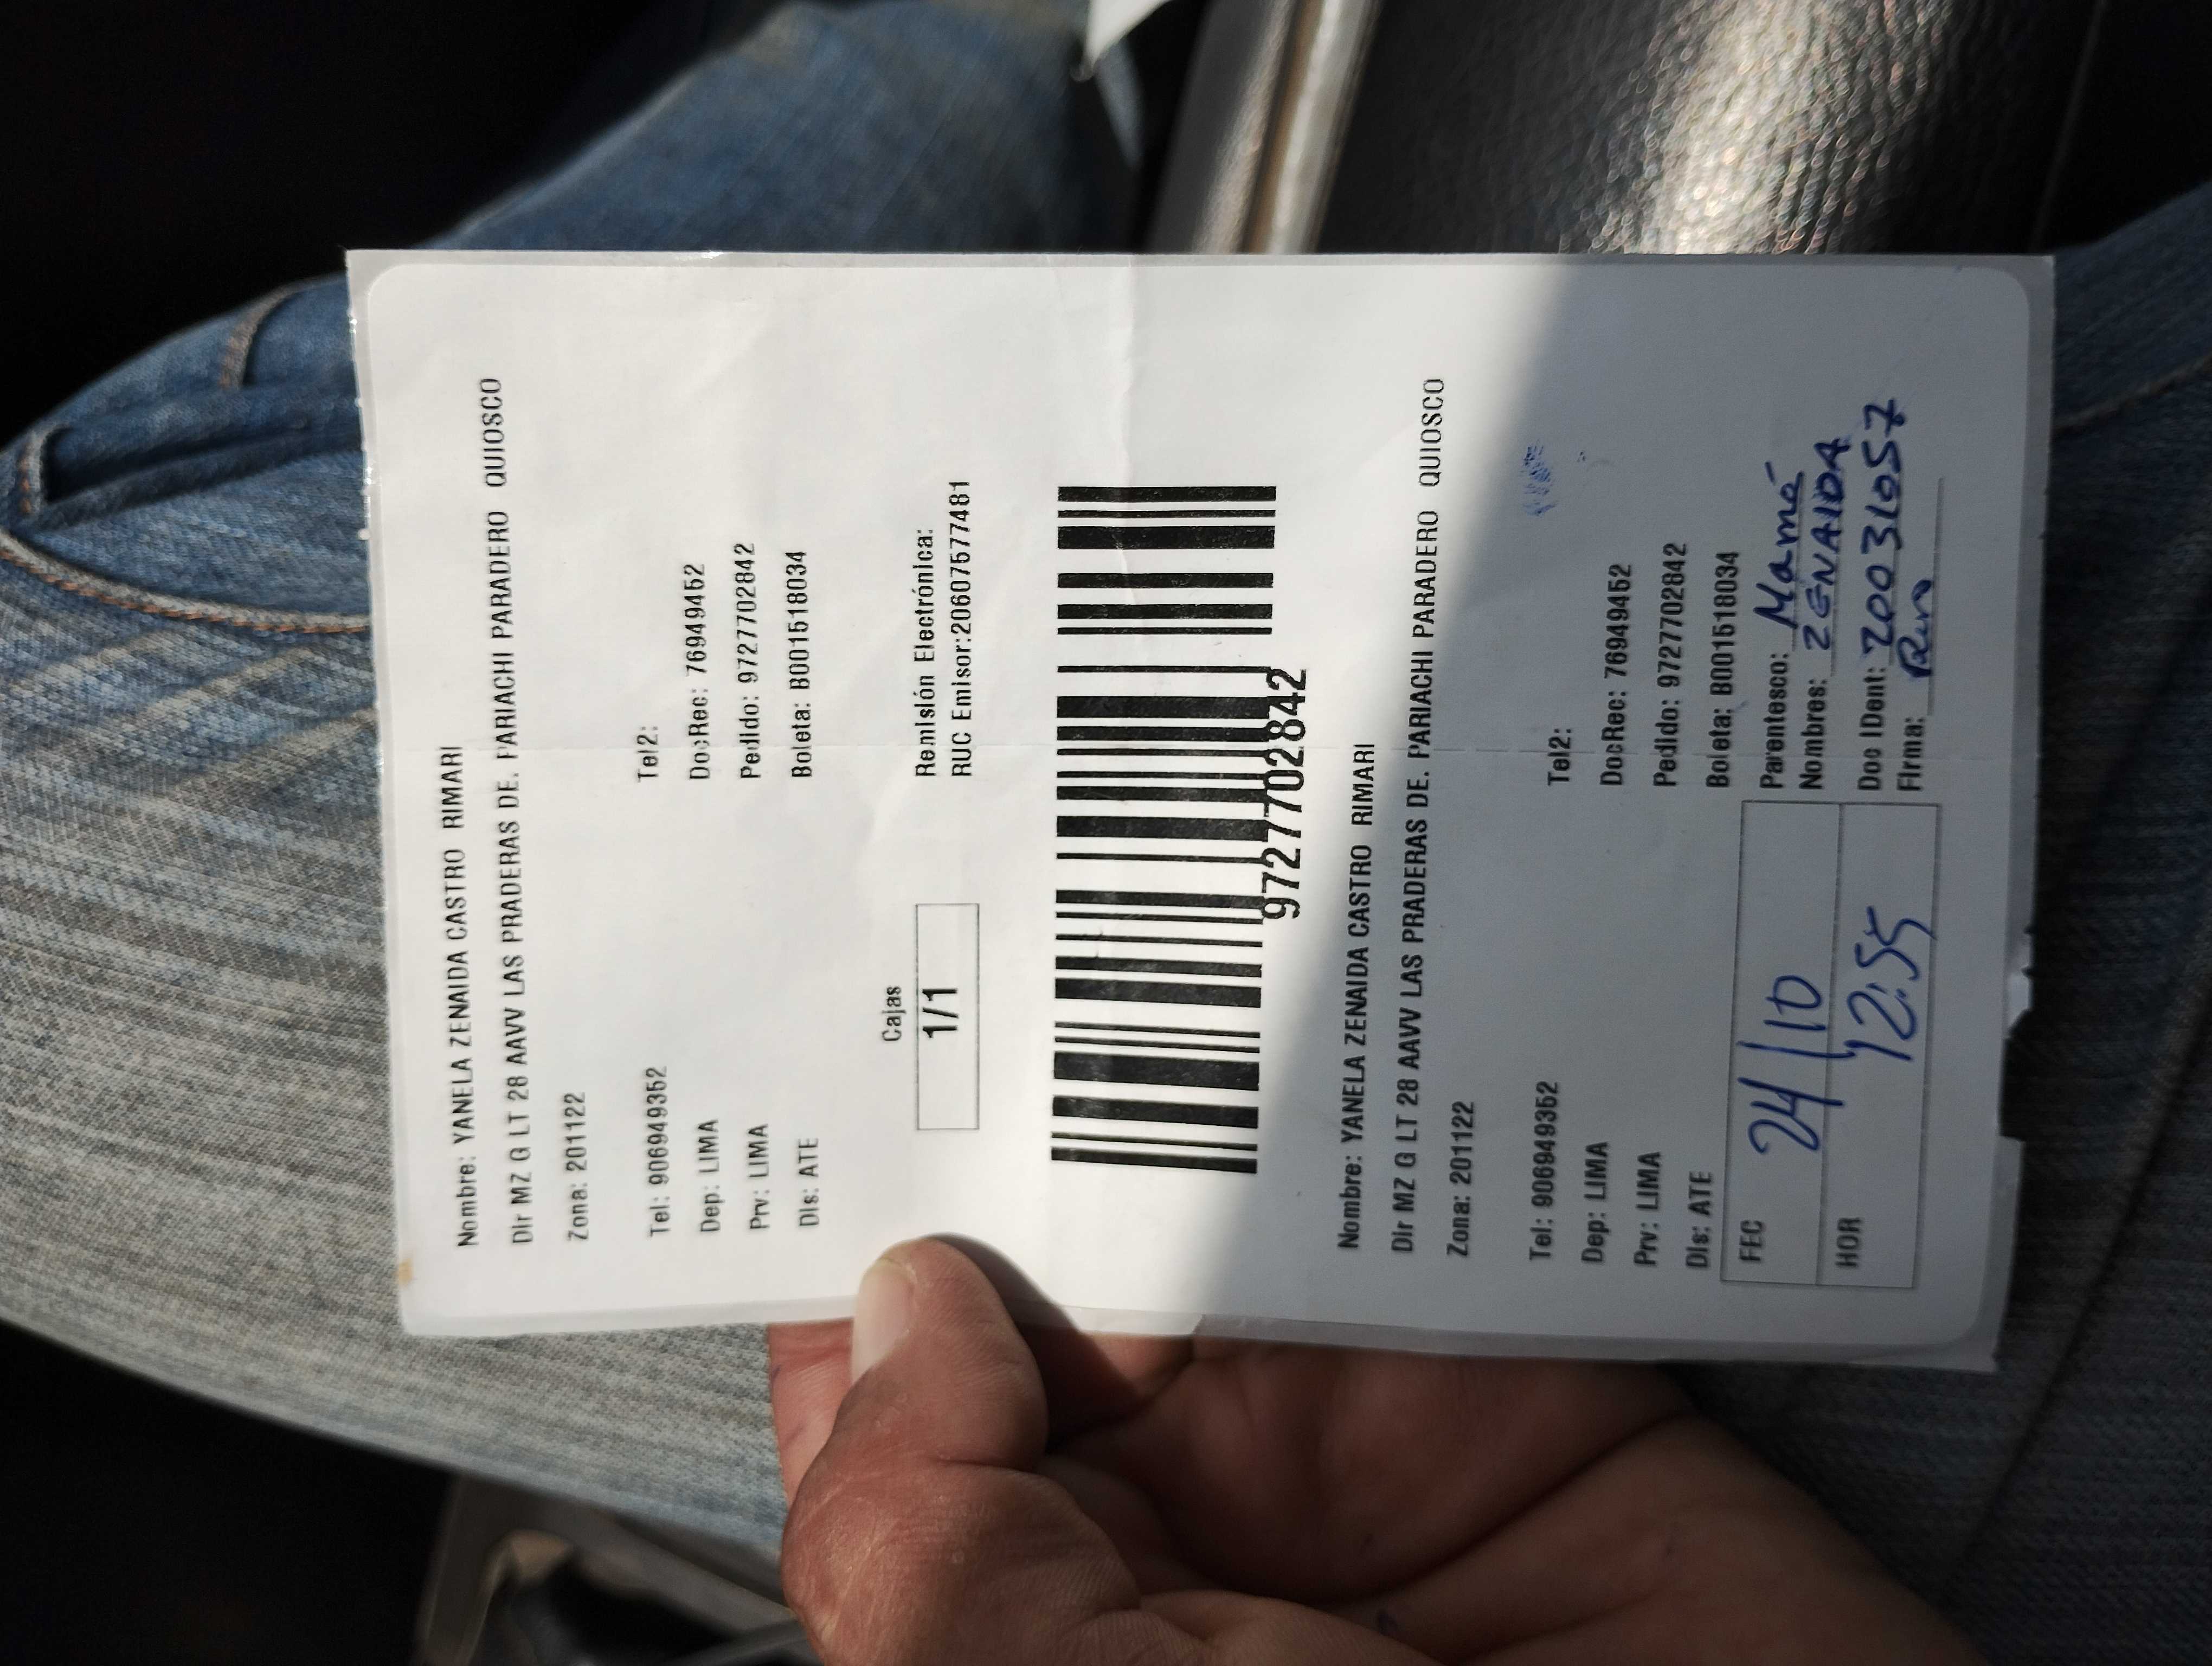 Nombre: YANELA ZENAIDA CASTRO RIMARI
Dir MZ G LT 28 AAVV LAS PRADERAS DE. PARIACHI PARADERO QUIOSCO
Zona: 201122
Tel: 906949352 Tel2:
Dep: LIMA DocRec: 76949452
Prv: LIMA Pedido: 9727702842
Dis: ATE Boleta: B001518034
Cajas
1/1
Remisión Electrónica:
RUC Emisor:20607577481
9727702842
Nombre: YANELA ZENAIDA CASTRO RIMARI
Dir MZ G LT 28 AAVV LAS PRADERAS DE. PARIACHI PARADERO QUIOSCO
Zona: 201122
Tel: 906949352 Tel2:
Dep: LIMA DocRec: 76949452
Prv: LIMA Pedido: 9727702842
Dis: ATE Boleta: B001518034
FEC 24/10 Parentesco: Mamá
Nombres: ZENAIDA
HOR 12:55 Doc IDent: 20031057
Firma: